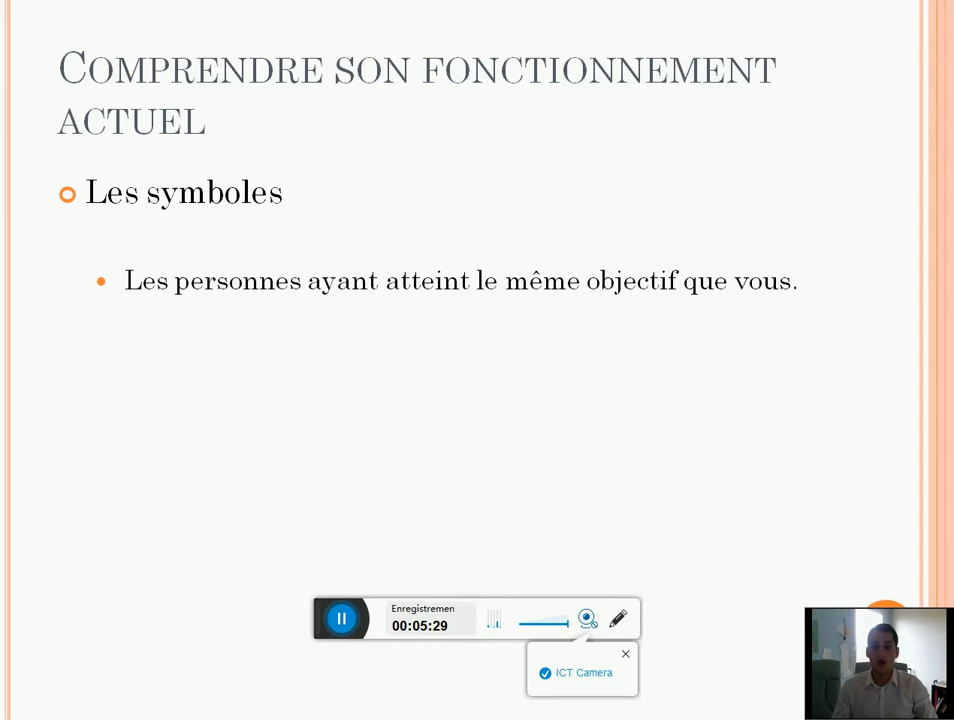 COMPRENDRE SON FONCTIONNEMENT
ACTUEL
Les symboles
Les personnes ayant atteint le même objectif que vous.
Enregistremen
00:05:29
ICT Camera